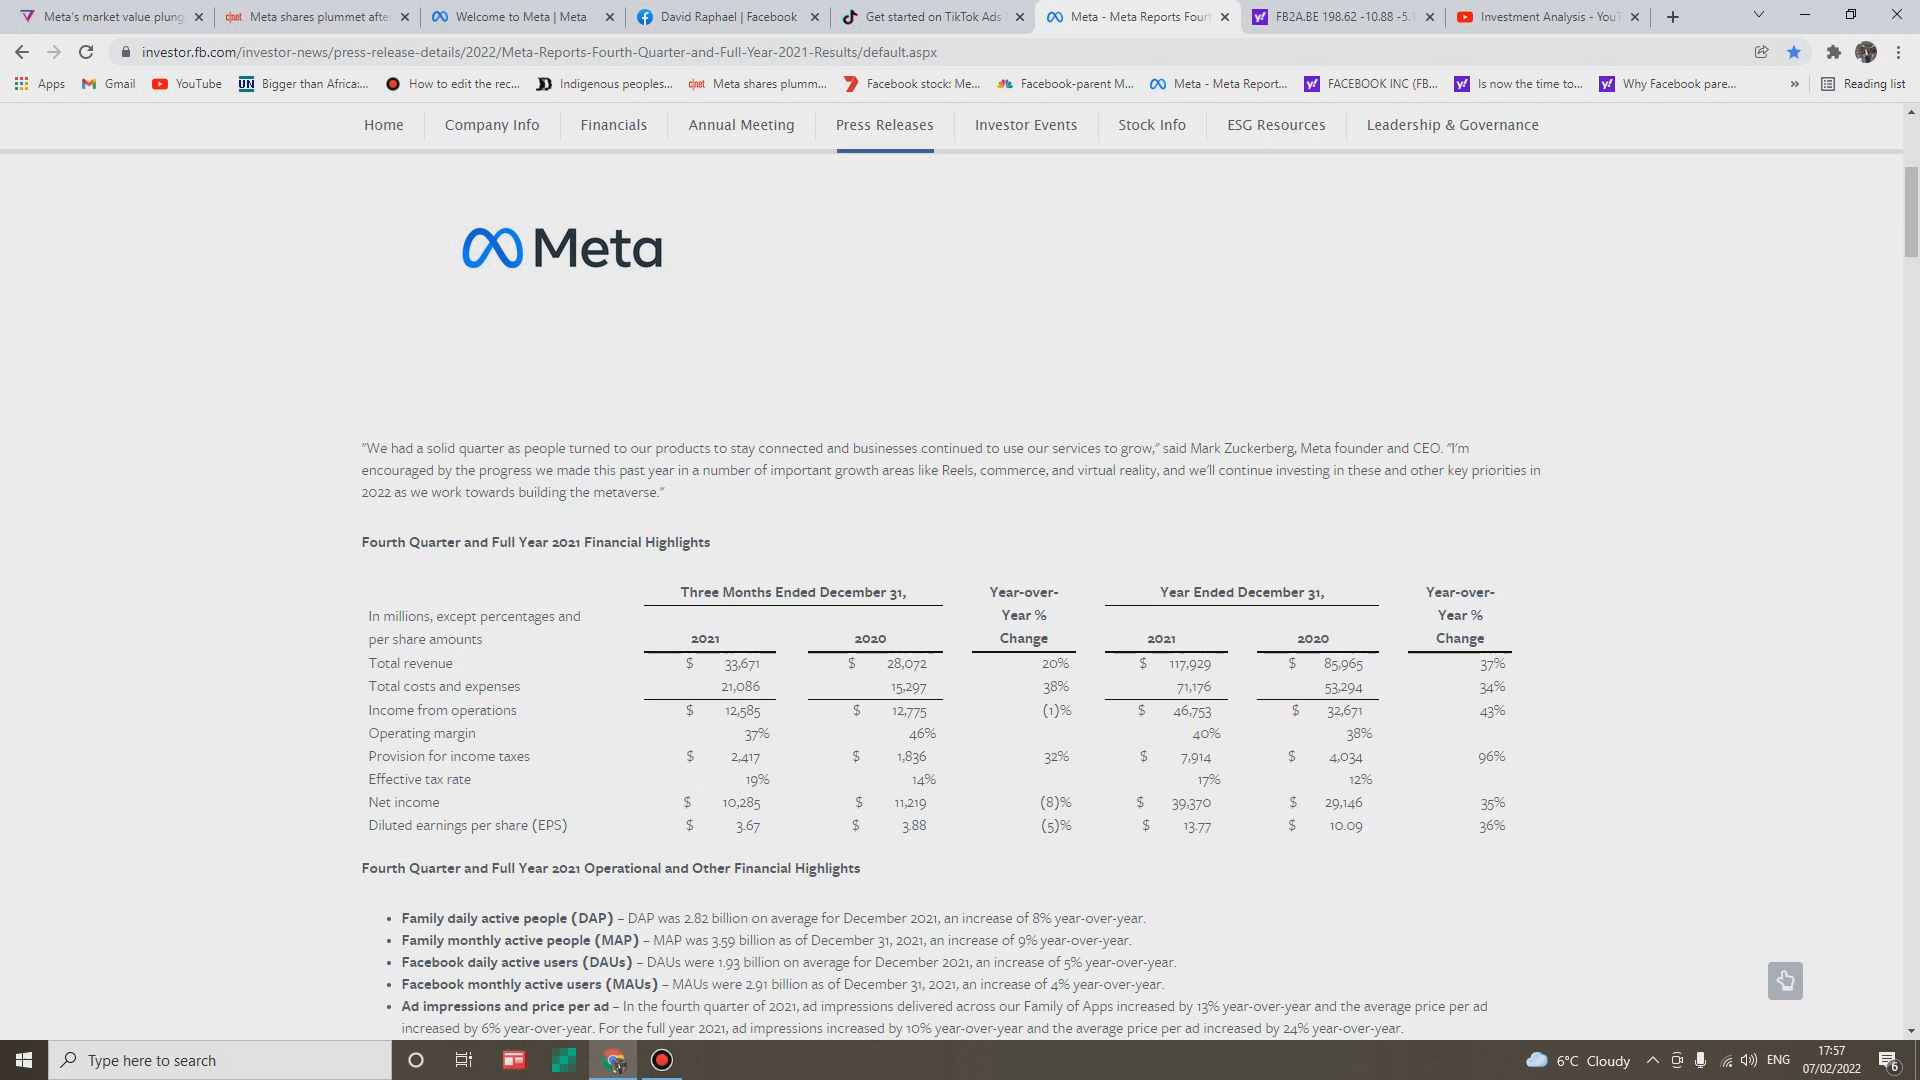 Meta's market value plung
Meta shares plummet afte
Welcome to Meta | Meta
David Raphael | Facebook
Get started on TikTok Ads
Meta - Meta Reports Fourt
FB2A.BE 198.62 -10.88 -5.1
Investment Analysis - YouT
investor.fb.com/investor-news/press-release-details/2022/Meta-Reports-Fourth-Quarter-and-Full-Year-2021-Results/default.aspx
Apps Gmail YouTube Bigger than Africa:... How to edit the rec... Indigenous peoples... Meta shares plumm... Facebook stock: Me... Facebook-parent M... Meta - Meta Report... FACEBOOK INC (FB... Is now the time to... Why Facebook pare... » Reading list
Home Company Info Financials Annual Meeting Press Releases Investor Events Stock Info ESG Resources Leadership & Governance
Meta
"We had a solid quarter as people turned to our products to stay connected and businesses continued to use our services to grow," said Mark Zuckerberg, Meta founder and CEO. "I'm
encouraged by the progress we made this past year in a number of important growth areas like Reels, commerce, and virtual reality, and we'll continue investing in these and other key priorities in
2022 as we work towards building the metaverse."
Fourth Quarter and Full Year 2021 Financial Highlights
Three Months Ended December 31, Year-over- Year Ended December 31, Year-over-
In millions, except percentages and Year % Year %
per share amounts 2021 2020 Change 2021 2020 Change
Total revenue $ 33,671 $ 28,072 20% $ 117,929 $ 85,965 37%
Total costs and expenses 21,086 15,297 38% 71,176 53,294 34%
Income from operations $ 12,585 $ 12,775 (1)% $ 46,753 $ 32,671 43%
Operating margin 37% 46% 40% 38%
Provision for income taxes $ 2,417 $ 1,836 32% $ 7,914 $ 4,034 96%
Effective tax rate 19% 14% 17% 12%
Net income $ 10,285 $ 11,219 (8)% $ 39,370 $ 29,146 35%
Diluted earnings per share (EPS) $ 3.67 $ 3.88 (5)% $ 13.77 $ 10.09 36%
Fourth Quarter and Full Year 2021 Operational and Other Financial Highlights
• Family daily active people (DAP) – DAP was 2.82 billion on average for December 2021, an increase of 8% year-over-year.
• Family monthly active people (MAP) – MAP was 3.59 billion as of December 31, 2021, an increase of 9% year-over-year.
• Facebook daily active users (DAUs) – DAUs were 1.93 billion on average for December 2021, an increase of 5% year-over-year.
• Facebook monthly active users (MAUs) – MAUs were 2.91 billion as of December 31, 2021, an increase of 4% year-over-year.
• Ad impressions and price per ad – In the fourth quarter of 2021, ad impressions delivered across our Family of Apps increased by 13% year-over-year and the average price per ad
increased by 6% year-over-year. For the full year 2021, ad impressions increased by 10% year-over-year and the average price per ad increased by 24% year-over-year.
Type here to search
6°C Cloudy ENG 17:57
07/02/2022
6